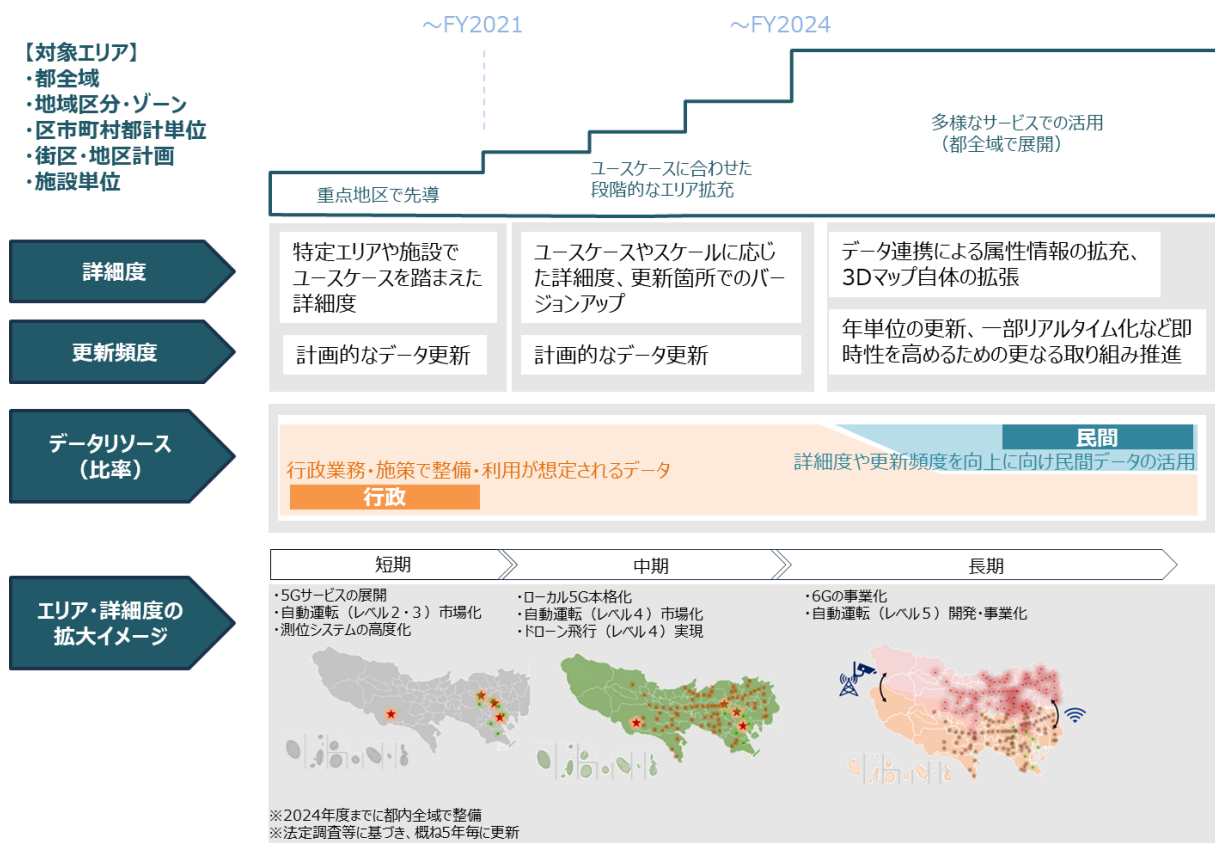 ～FY2021
～FY2024
【対象エリア】
・都全域
・地域区分・ゾーン
・区市町村都計単位
・街区・地区計画
・施設単位
重点地区で先導
ユースケースに合わせた
段階的なエリア拡充
多様なサービスでの活用
（都全域で展開）
詳細度
特定エリアや施設で
ユースケースを踏まえた
詳細度
ユースケースやスケールに応じ
た詳細度、更新箇所でのバー
ジョンアップ
データ連携による属性情報の拡充、
3Dマップ自体の拡張
更新頻度
計画的なデータ更新
計画的なデータ更新
年単位の更新、一部リアルタイム化など即
時性を高めるための更なる取り組み推進
データリソース
（比率）
行政業務・施策で整備・利用が想定されるデータ
行政
民間
詳細度や更新頻度を向上に向け民間データの活用
エリア・詳細度の
拡大イメージ
短期
中期
長期
・5Gサービスの展開
・自動運転（レベル2・3）市場化
・測位システムの高度化
・ローカル5G本格化
・自動運転（レベル4）市場化
・ドローン飛行（レベル4）実現
・6Gの事業化
・自動運転（レベル5）開発・事業化
※2024年度までに都内全域で整備
※法定調査等に基づき、概ね5年毎に更新